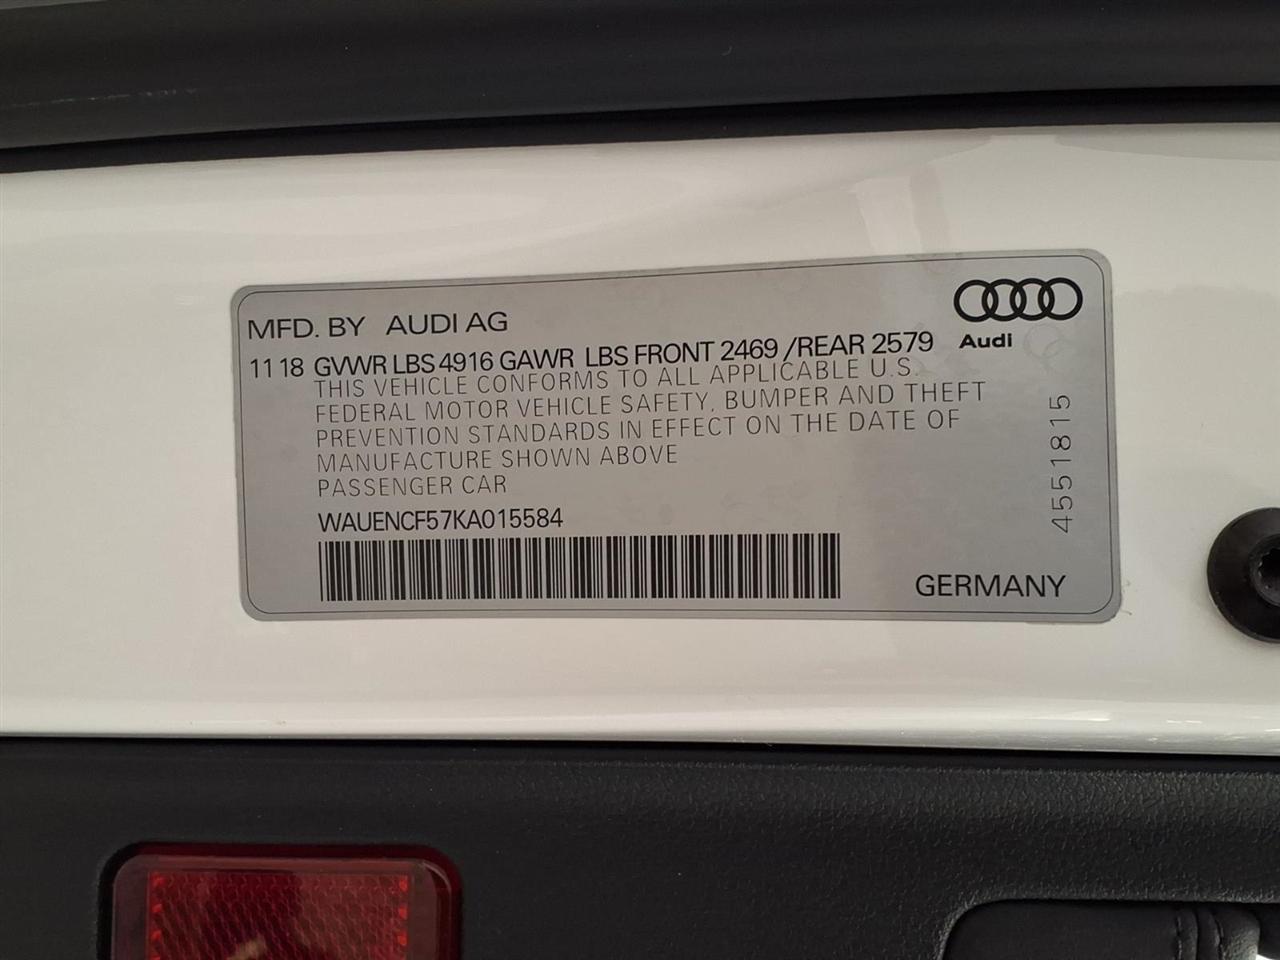 MFD. BY AUDI AG
Audi
11 18 GVWR LBS 4916 GAWR LBS FRONT 2469 /REAR 2579
THIS VEHICLE CONFORMS TO ALL APPLICABLE U.S.
FEDERAL MOTOR VEHICLE SAFETY, BUMPER AND THEFT
PREVENTION STANDARDS IN EFFECT ON THE DATE OF
MANUFACTURE SHOWN ABOVE
PASSENGER CAR
WAUENCF57KA015584
4551815
GERMANY